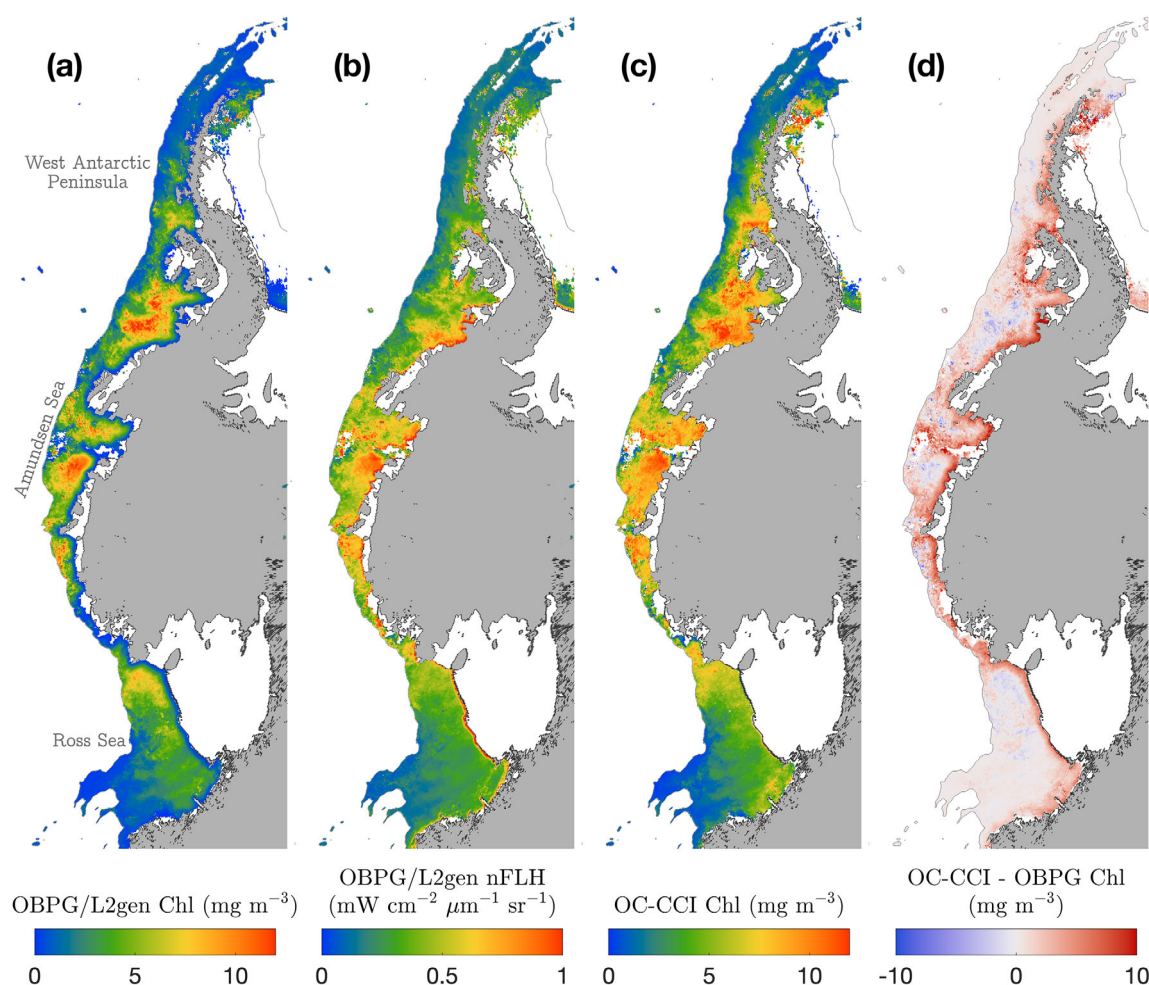 (a) (b) (c) (d)
West Antarctic
Peninsula
Amundsen Sea
Ross Sea
OBPG/L2gen Chl (mg m⁻³)
0 5 10
OBPG/L2gen nFLH
(mW cm⁻² μm⁻¹ sr⁻¹)
0 0.5 1
OC-CCI Chl (mg m⁻³)
0 5 10
OC-CCI - OBPG Chl
(mg m⁻³)
-10 0 10